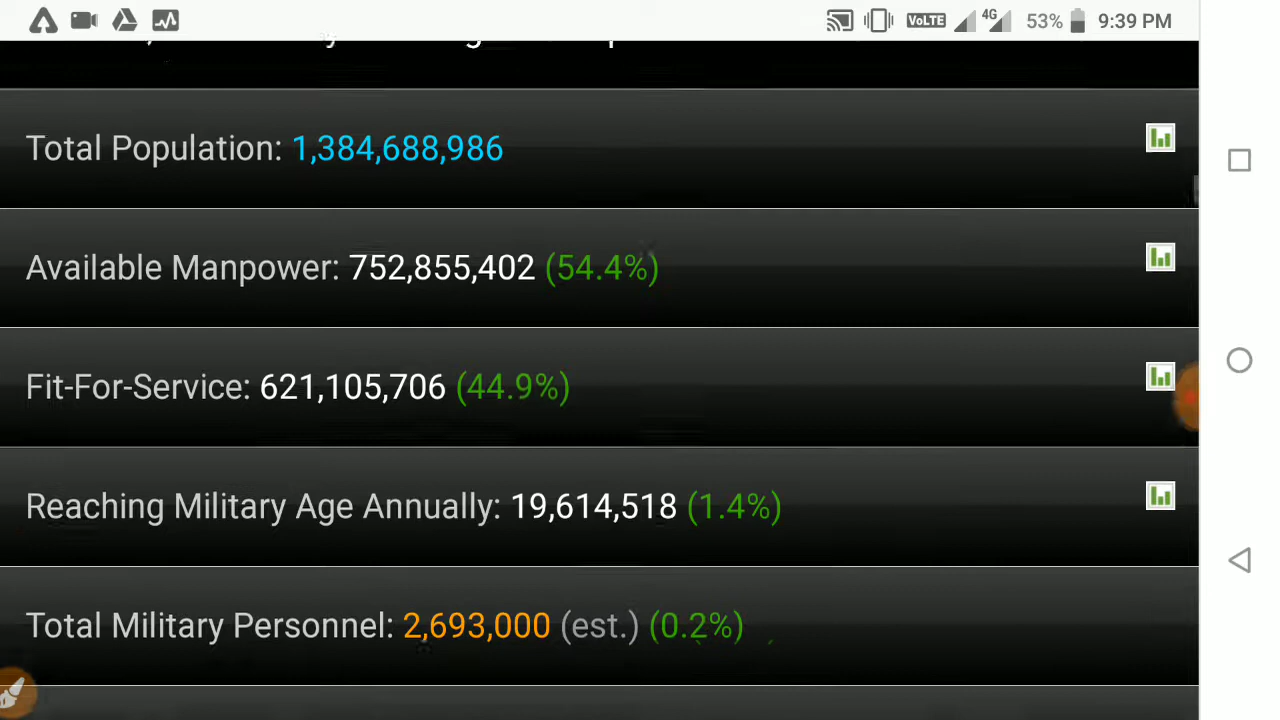 VoLTE 4G 53% 9:39 PM
Total Population: 1,384,688,986
Available Manpower: 752,855,402 (54.4%)
Fit-For-Service: 621,105,706 (44.9%)
Reaching Military Age Annually: 19,614,518 (1.4%)
Total Military Personnel: 2,693,000 (est.) (0.2%)